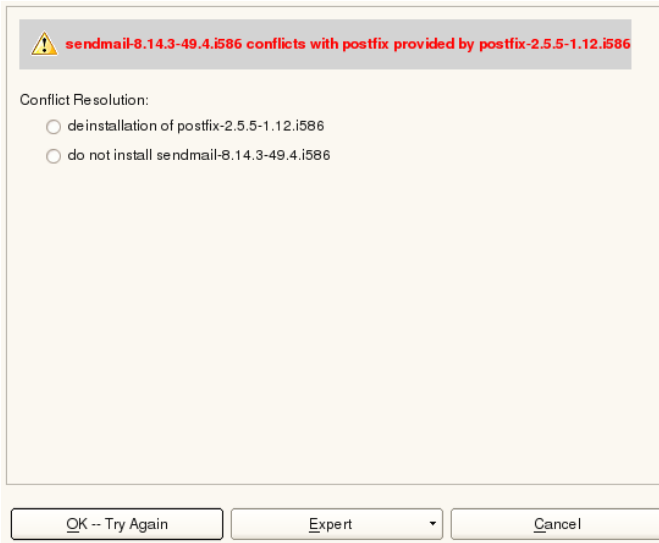 sendmail-8.14.3-49.4.i586 conflicts with postfix provided by postfix-2.5.5-1.12.i586
Conflict Resolution:
deinstallation of postfix-2.5.5-1.12.i586
do not install sendmail-8.14.3-49.4.i586
OK -- Try Again
Expert
Cancel